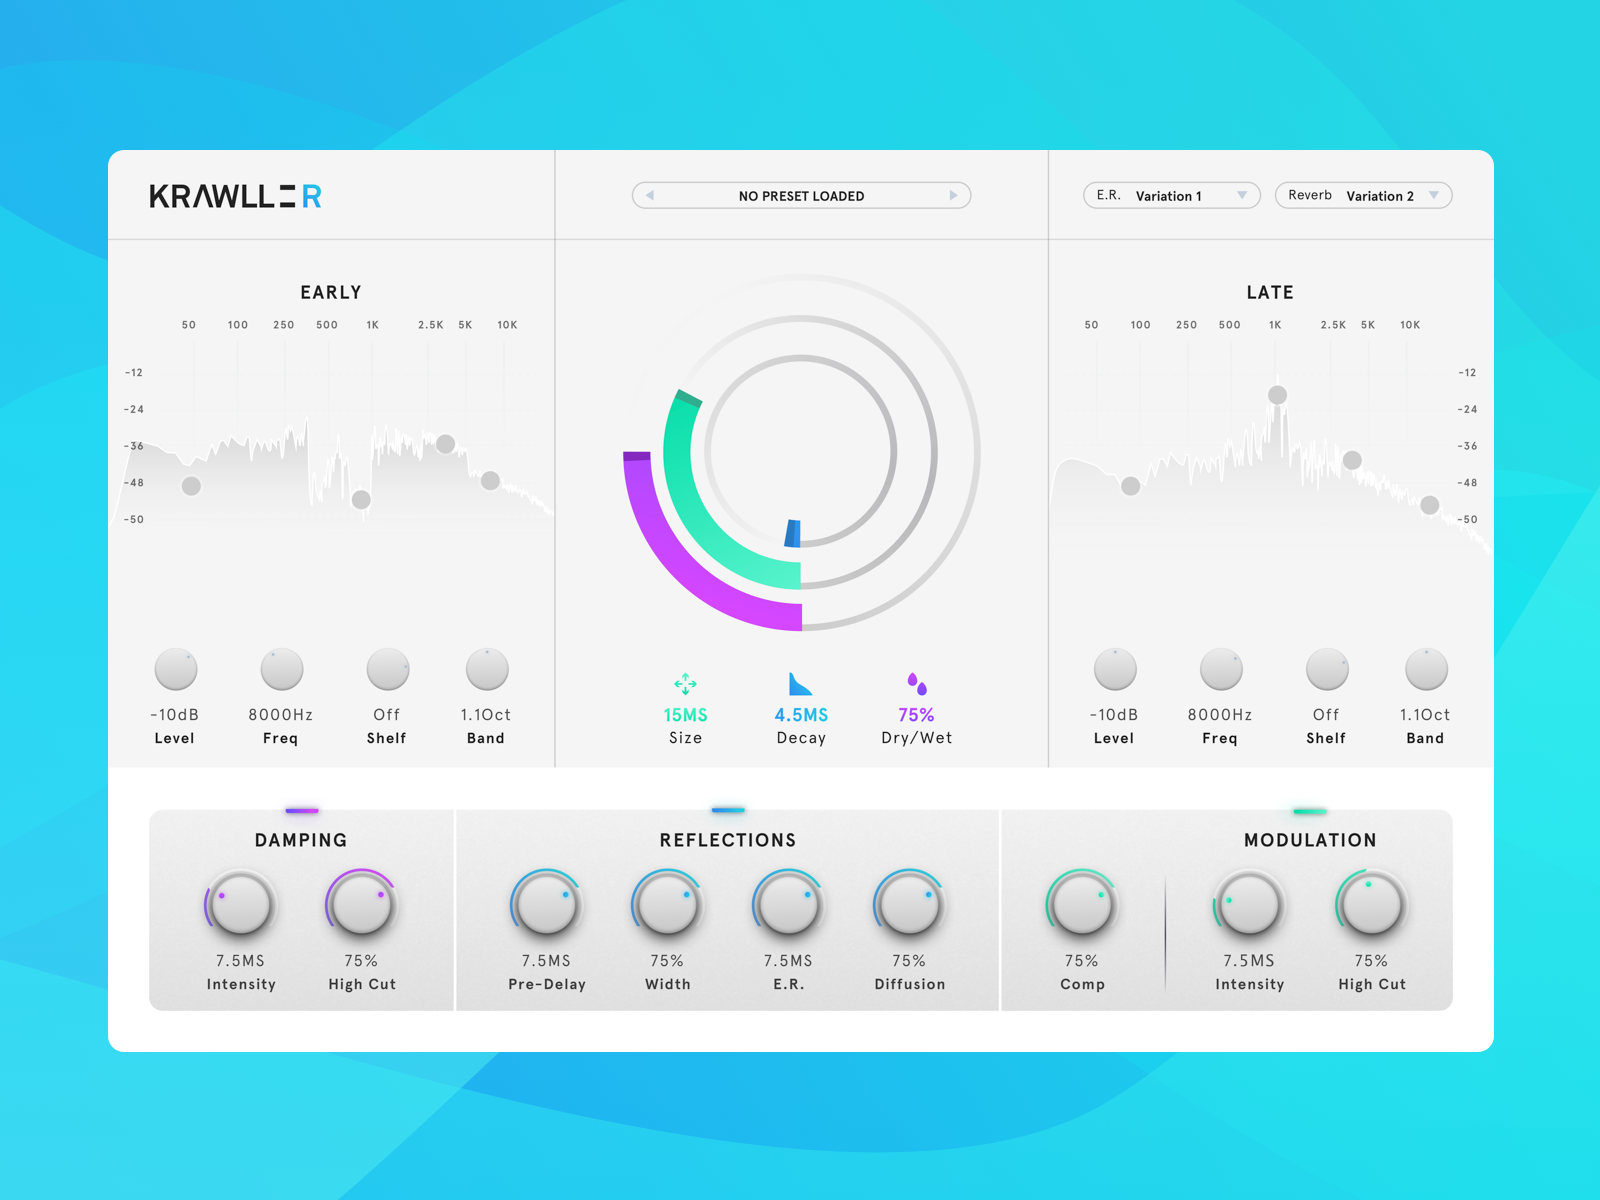 KRAWLLER
NO PRESET LOADED
E.R. Variation 1
Reverb Variation 2
EARLY
50 100 250 500 1K 2.5K 5K 10K
-12
-24
-36
-48
-50
-10dB 8000Hz Off 1.1Oct
Level Freq Shelf Band
15MS 4.5MS 75%
Size Decay Dry/Wet
LATE
50 100 250 500 1K 2.5K 5K 10K
-12
-24
-36
-48
-50
-10dB 8000Hz Off 1.1Oct
Level Freq Shelf Band
DAMPING
7.5MS 75%
Intensity High Cut
REFLECTIONS
7.5MS 75% 7.5MS 75%
Pre-Delay Width E.R. Diffusion
75%
Comp
MODULATION
7.5MS 75%
Intensity High Cut